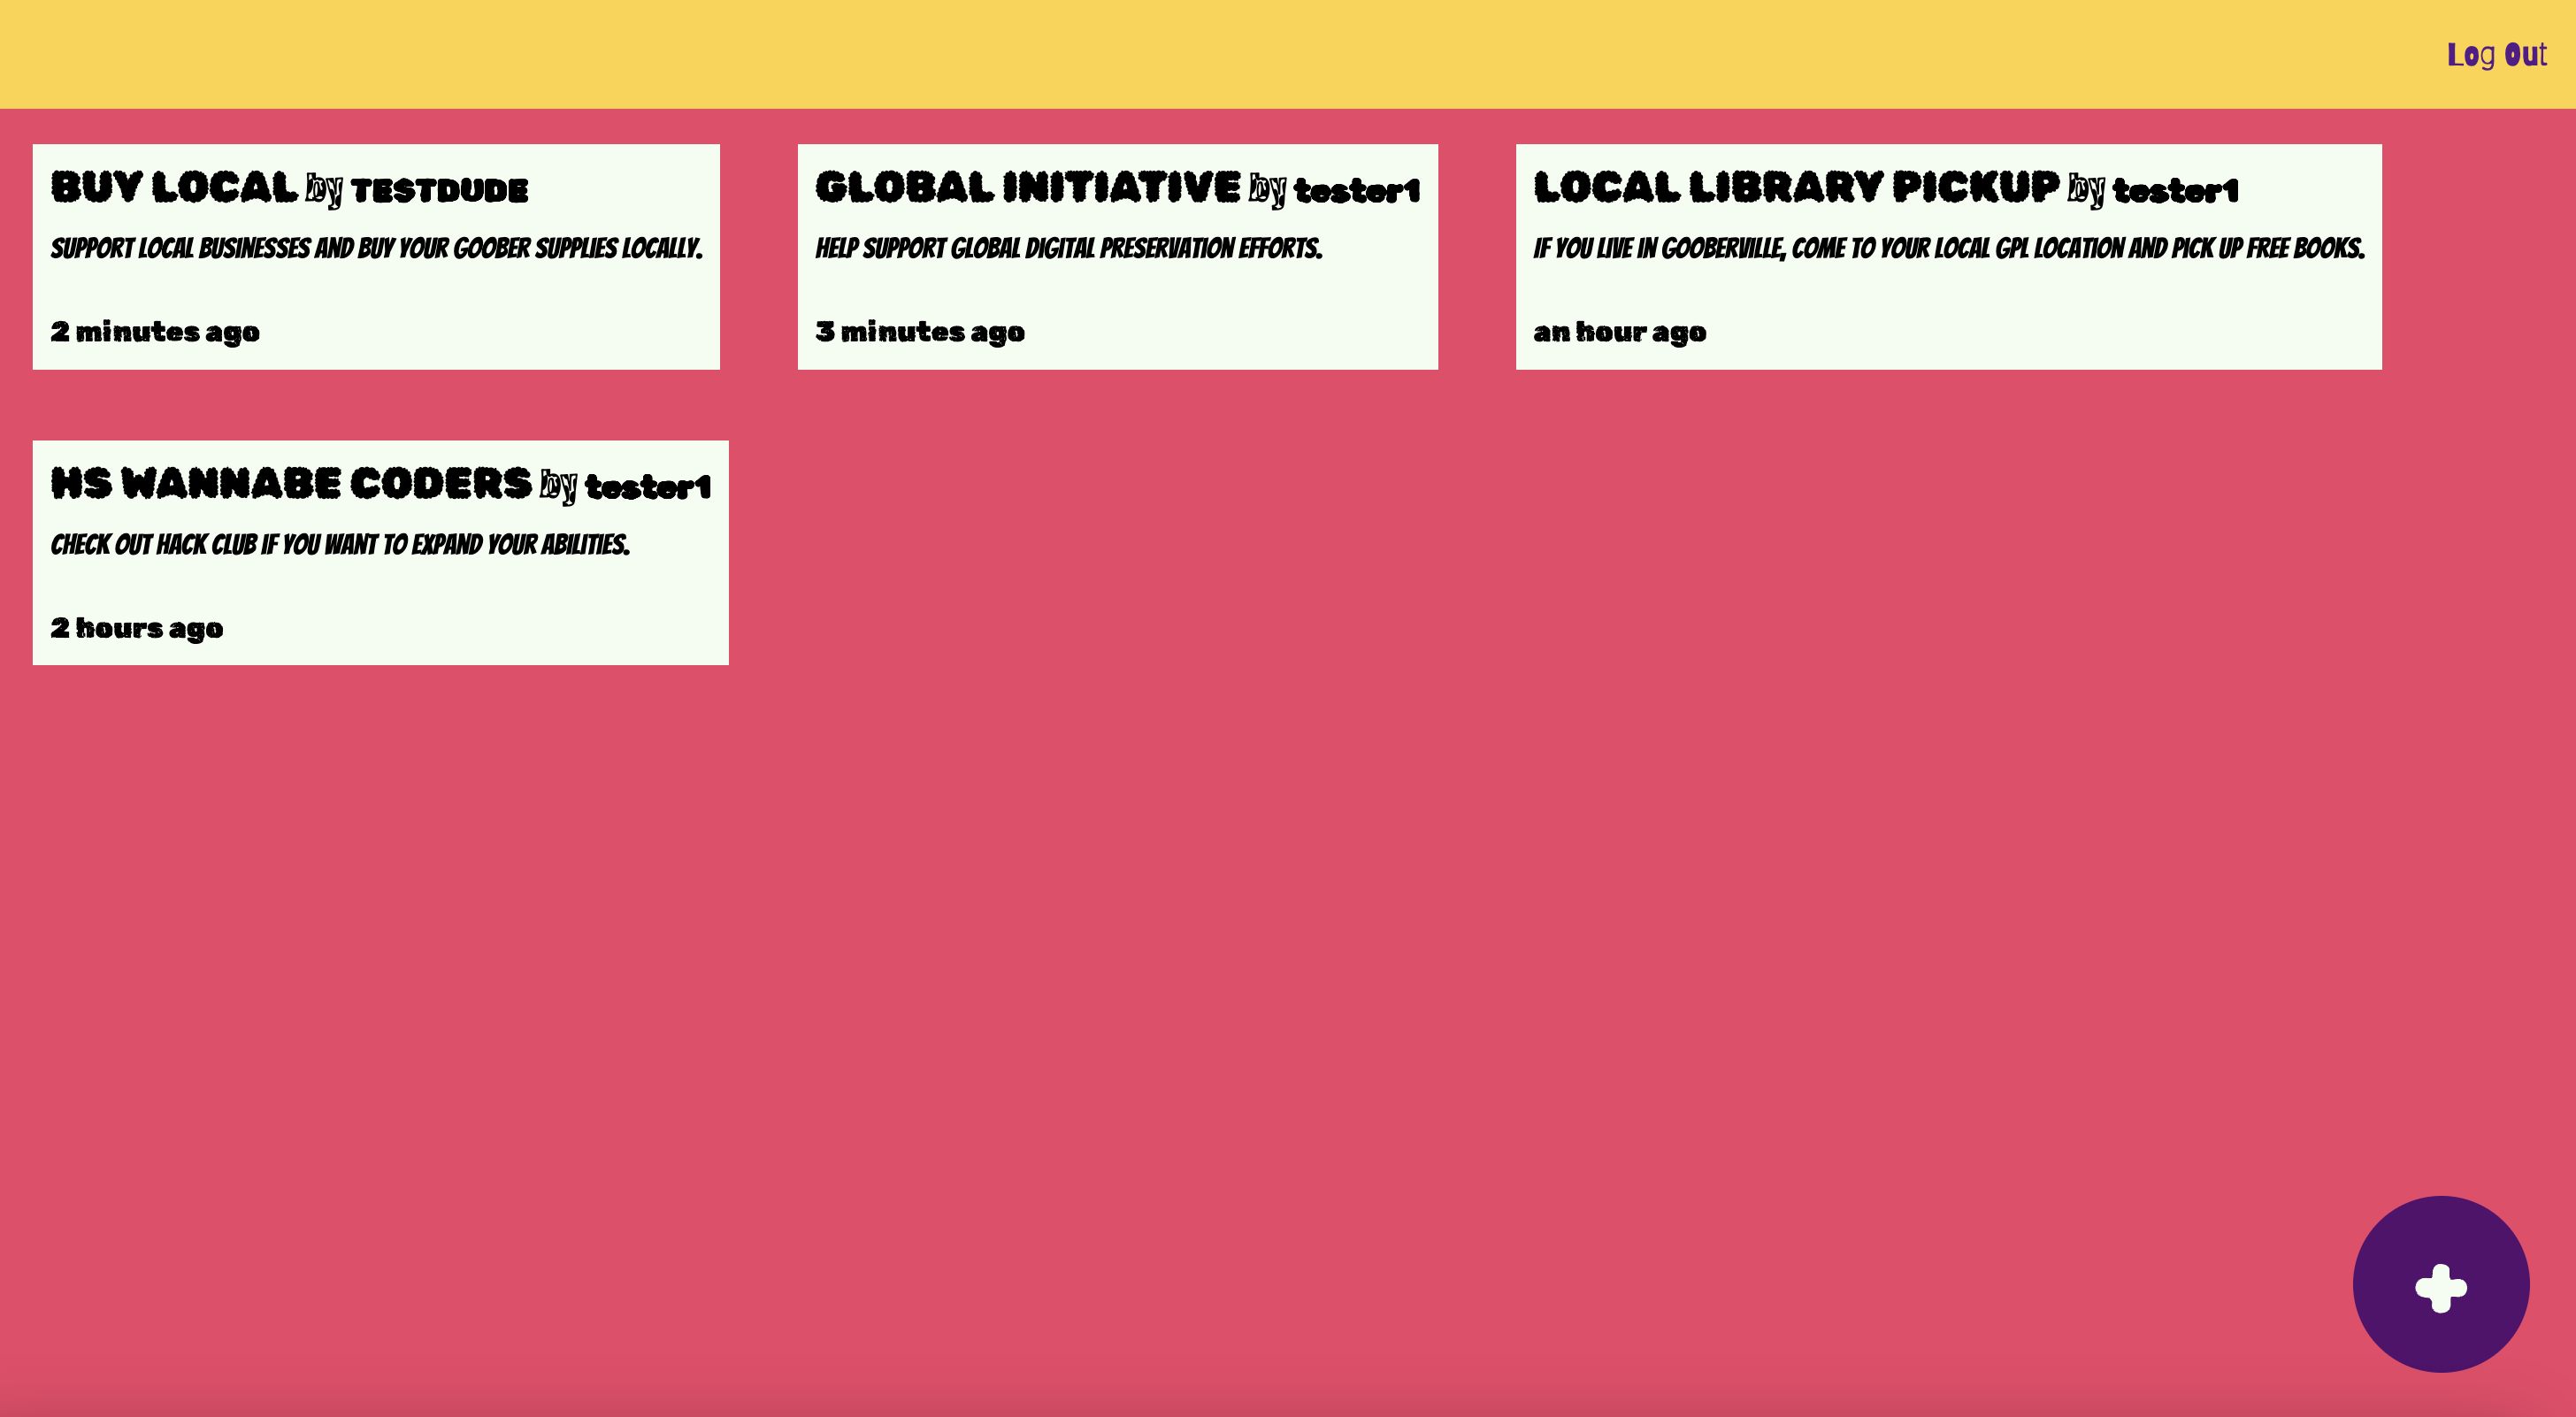 Log Out
BUY LOCAL by TESTDUDE
SUPPORT LOCAL BUSINESSES AND BUY YOUR GOOBER SUPPLIES LOCALLY.
2 minutes ago
GLOBAL INITIATIVE by tester1
HELP SUPPORT GLOBAL DIGITAL PRESERVATION EFFORTS.
3 minutes ago
LOCAL LIBRARY PICKUP by tester1
IF YOU LIVE IN GOOBERVILLE, COME TO YOUR LOCAL GPL LOCATION AND PICK UP FREE BOOKS.
an hour ago
HS WANNABE CODERS by tester1
CHECK OUT HACK CLUB IF YOU WANT TO EXPAND YOUR ABILITIES.
2 hours ago
+